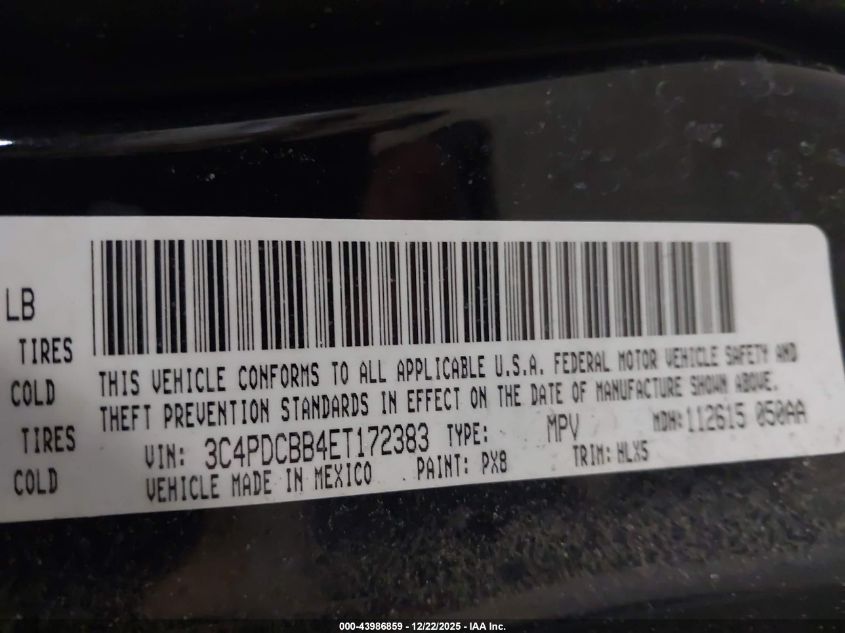 LB
TIRES
COLD
TIRES
COLD
THIS VEHICLE CONFORMS TO ALL APPLICABLE U.S.A. FEDERAL MOTOR VEHICLE SAFETY AND
THEFT PREVENTION STANDARDS IN EFFECT ON THE DATE OF MANUFACTURE SHOWN ABOVE.
VIN: 3C4PDCBB4ET172383 TYPE: MPV MDH: 112615 050AA
VEHICLE MADE IN MEXICO PAINT: PX8 TRIM: HLX5
000-43986859 - 12/22/2025 - IAA Inc.